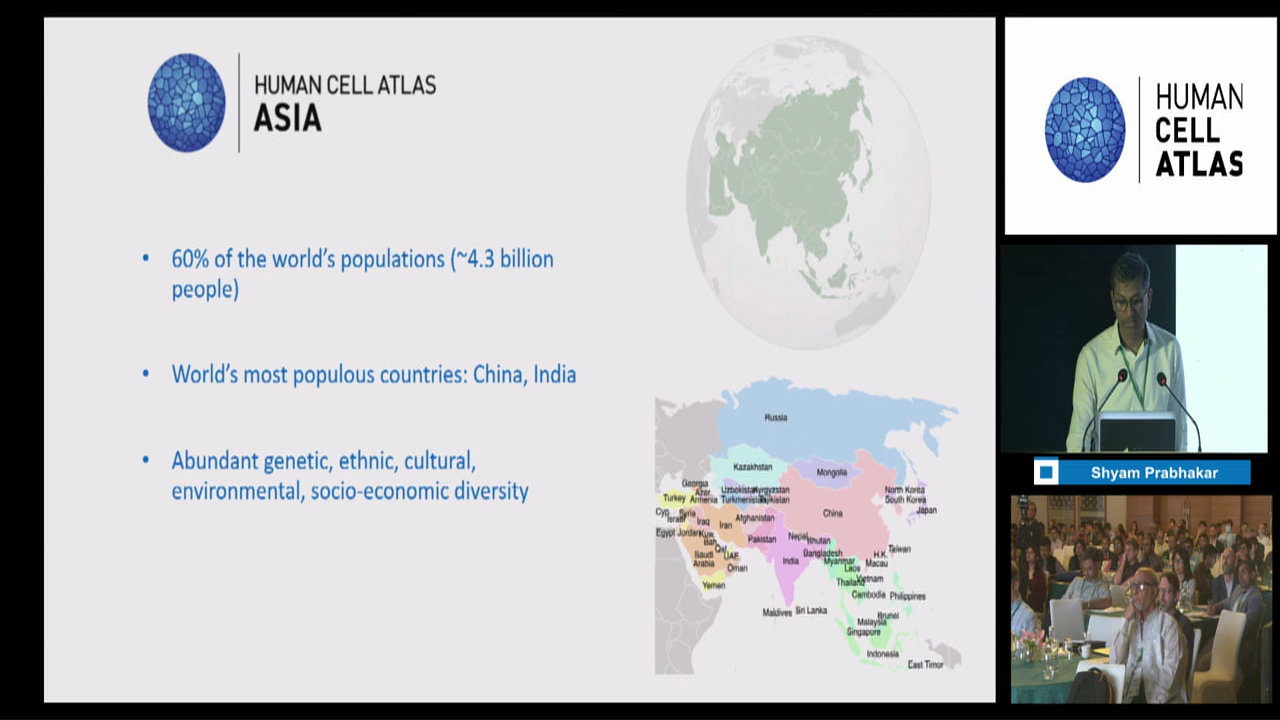 HUMAN CELL ATLAS
ASIA
• 60% of the world's populations (~4.3 billion
people)
• World's most populous countries: China, India
• Abundant genetic, ethnic, cultural,
environmental, socio-economic diversity
Russia
Kazakhstan
Mongolia
Georgia
Azer.
Turkey
Armenia
Uzbekistan
Kyrgyzstan
Turkmenistan
Tajikistan
North Korea
South Korea
Japan
Cyp.
Syria
Israel
Iraq
Iran
Afghanistan
China
Egypt
Jordan
Kuw.
Bah.
Qat.
UAE
Pakistan
Nepal
Bhutan
Bangladesh
Taiwan
H.K.
Macau
Saudi
Arabia
Oman
India
Myanmar
Laos
Vietnam
Thailand
Yemen
Cambodia
Philippines
Maldives
Sri Lanka
Brunei
Malaysia
Singapore
Indonesia
East Timor
HUMAN
CELL
ATLAS
Shyam Prabhakar